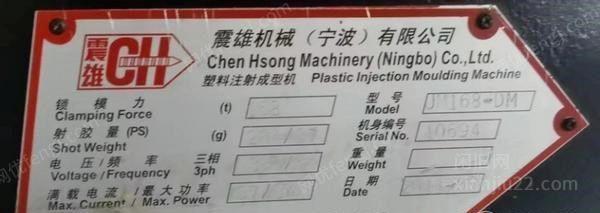 震雄 CH
震雄机械（宁波）有限公司
Chen Hsong Machinery (Ningbo) Co.,Ltd.
塑料注射成型机 Plastic Injection Moulding Machine
锁模力 (t)
Clamping Force
型号 JM168-DM
Model
射胶量(PS) (g)
Shot Weight
机身编号 10694
Serial No.
电压/频率 三相
Voltage / Frequency 3ph
重量
Weight
满载电流/最大功率
Max. Current / Max. Power
日期
Date
xianjiu22.com